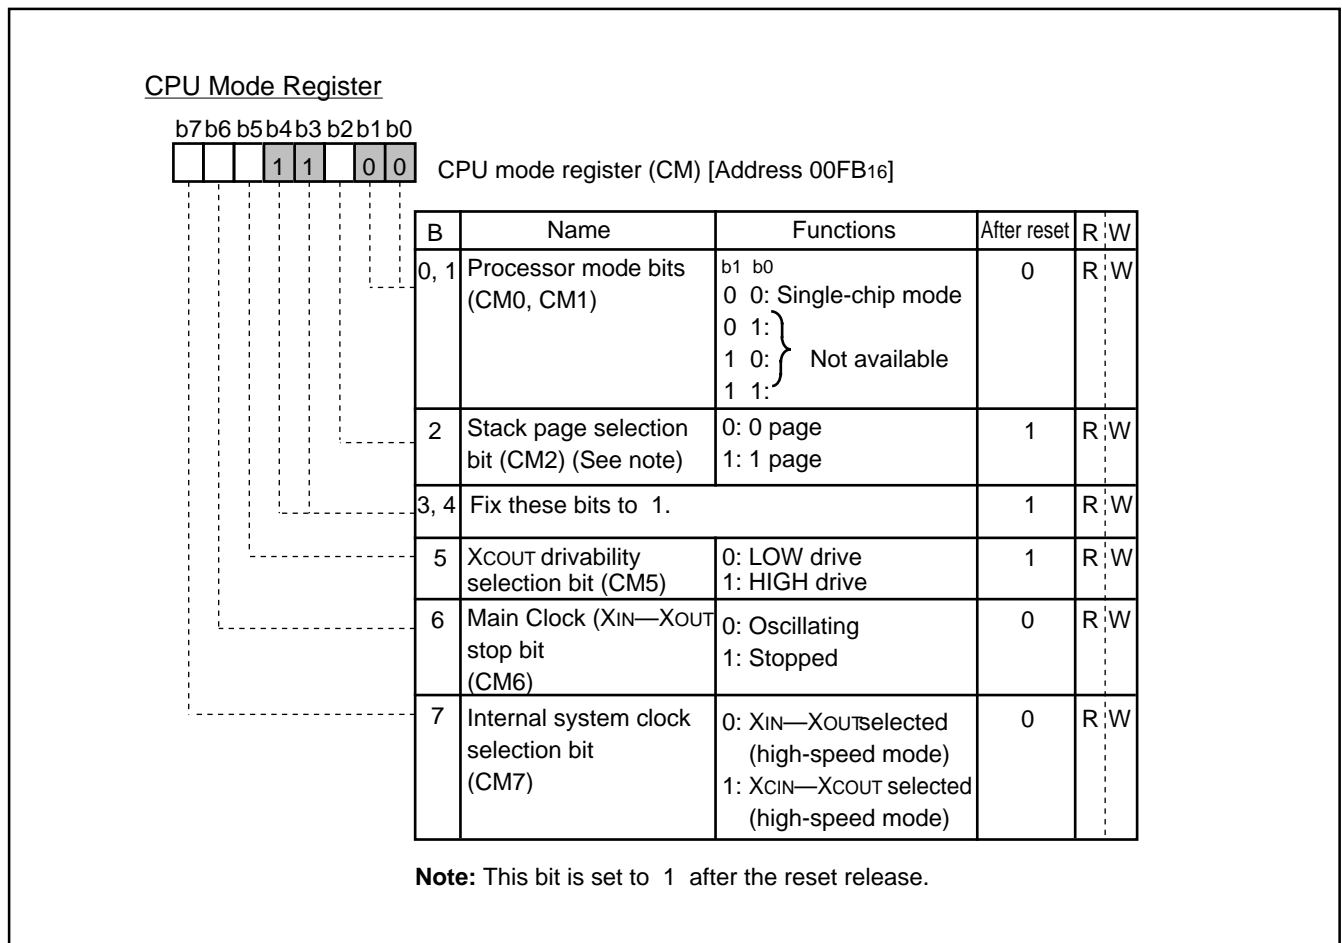 CPU Mode Register
b7 b6 b5 b4 b3 b2 b1 b0
1 1 0 0
CPU mode register (CM) [Address 00FB16]
B Name Functions After reset R W
0, 1 Processor mode bits (CM0, CM1)
b1 b0
0 0: Single-chip mode
0 1:
1 0: Not available
1 1:
0 R W
2 Stack page selection bit (CM2) (See note)
0: 0 page
1: 1 page
1 R W
3, 4 Fix these bits to 1.
1 R W
5 XCOUT drivability selection bit (CM5)
0: LOW drive
1: HIGH drive
1 R W
6 Main Clock (XIN—XOUT stop bit (CM6)
0: Oscillating
1: Stopped
0 R W
7 Internal system clock selection bit (CM7)
0: XIN—XOUTselected
(high-speed mode)
1: XCIN—XCOUT selected
(high-speed mode)
0 R W
Note: This bit is set to 1 after the reset release.